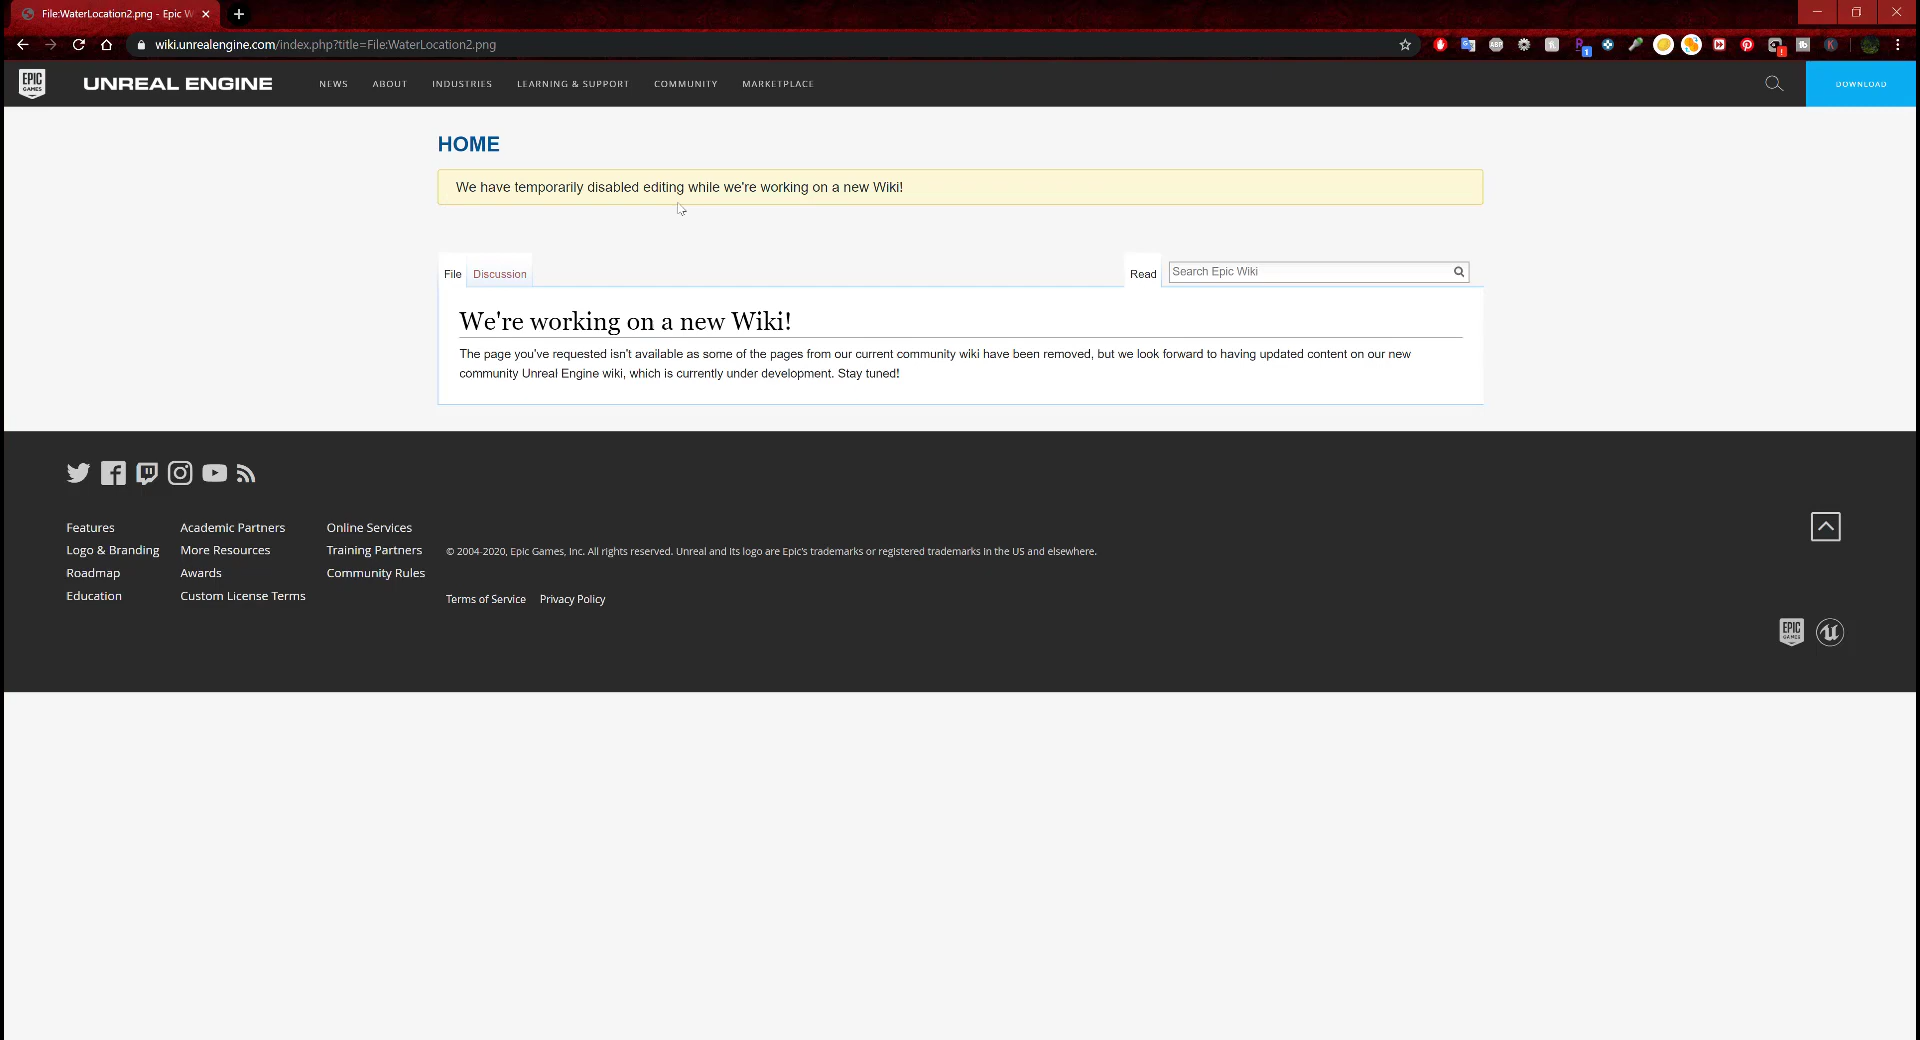 File:WaterLocation2.png - Epic W
wiki.unrealengine.com/index.php?title=File:WaterLocation2.png
EPIC GAMES
UNREAL ENGINE
NEWS ABOUT INDUSTRIES LEARNING & SUPPORT COMMUNITY MARKETPLACE
DOWNLOAD
HOME
We have temporarily disabled editing while we're working on a new Wiki!
File Discussion Read Search Epic Wiki
We're working on a new Wiki!
The page you've requested isn't available as some of the pages from our current community wiki have been removed, but we look forward to having updated content on our new
community Unreal Engine wiki, which is currently under development. Stay tuned!
Features Academic Partners Online Services
Logo & Branding More Resources Training Partners
© 2004-2020, Epic Games, Inc. All rights reserved. Unreal and its logo are Epic's trademarks or registered trademarks in the US and elsewhere.
Roadmap Awards Community Rules
Education Custom License Terms
Terms of Service Privacy Policy
EPIC GAMES